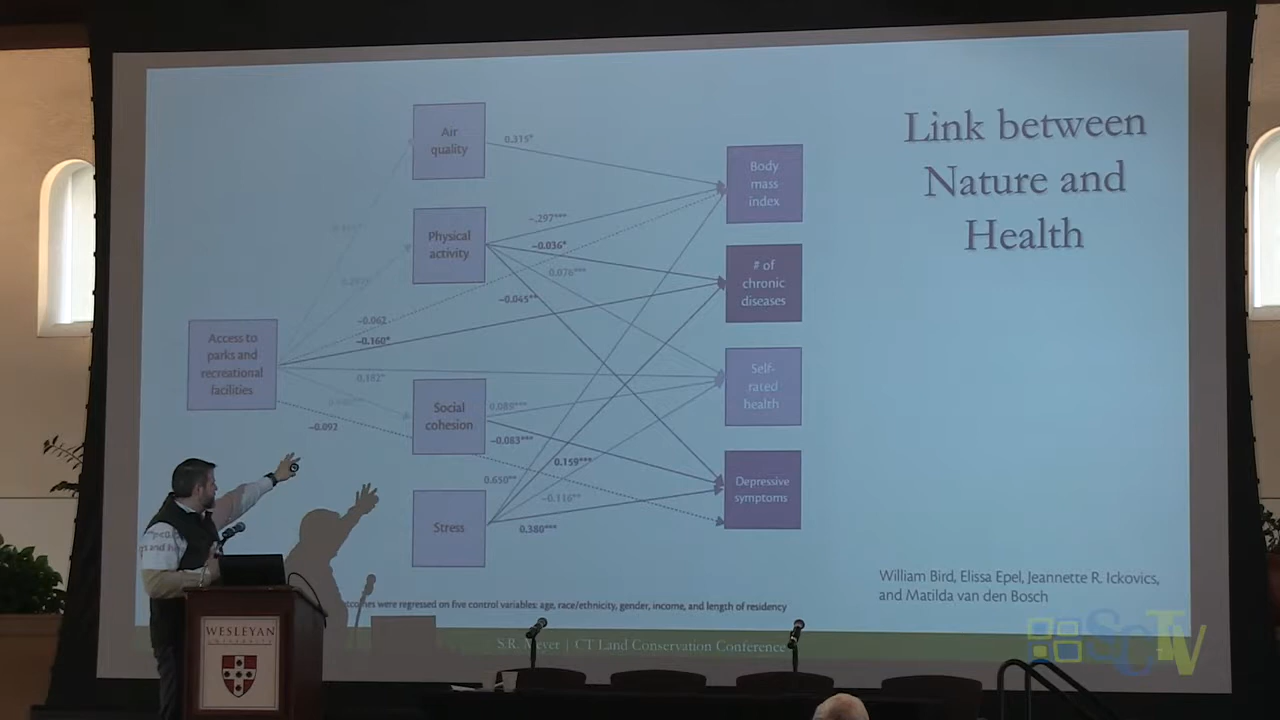 Link between
Nature and
Health
Air
quality
0.315*
Body
mass
index
Physical
activity
-.297***
-0.036*
0.076***
-0.045**
# of
chronic
diseases
Access to
parks and
recreational
facilities
-0.062
-0.160*
0.182*
-0.092
Self-
rated
health
Social
cohesion
0.089***
-0.083***
0.159***
0.650**
-0.116**
0.380***
Depressive
symptoms
Stress
William Bird, Elissa Epel, Jeannette R. Ickovics,
and Matilda van den Bosch
were regressed on five control variables: age, race/ethnicity, gender, income, and length of residency
S.R. Meyer | CT Land Conservation Conference
WESLEYAN
UNIVERSITY
SCTV